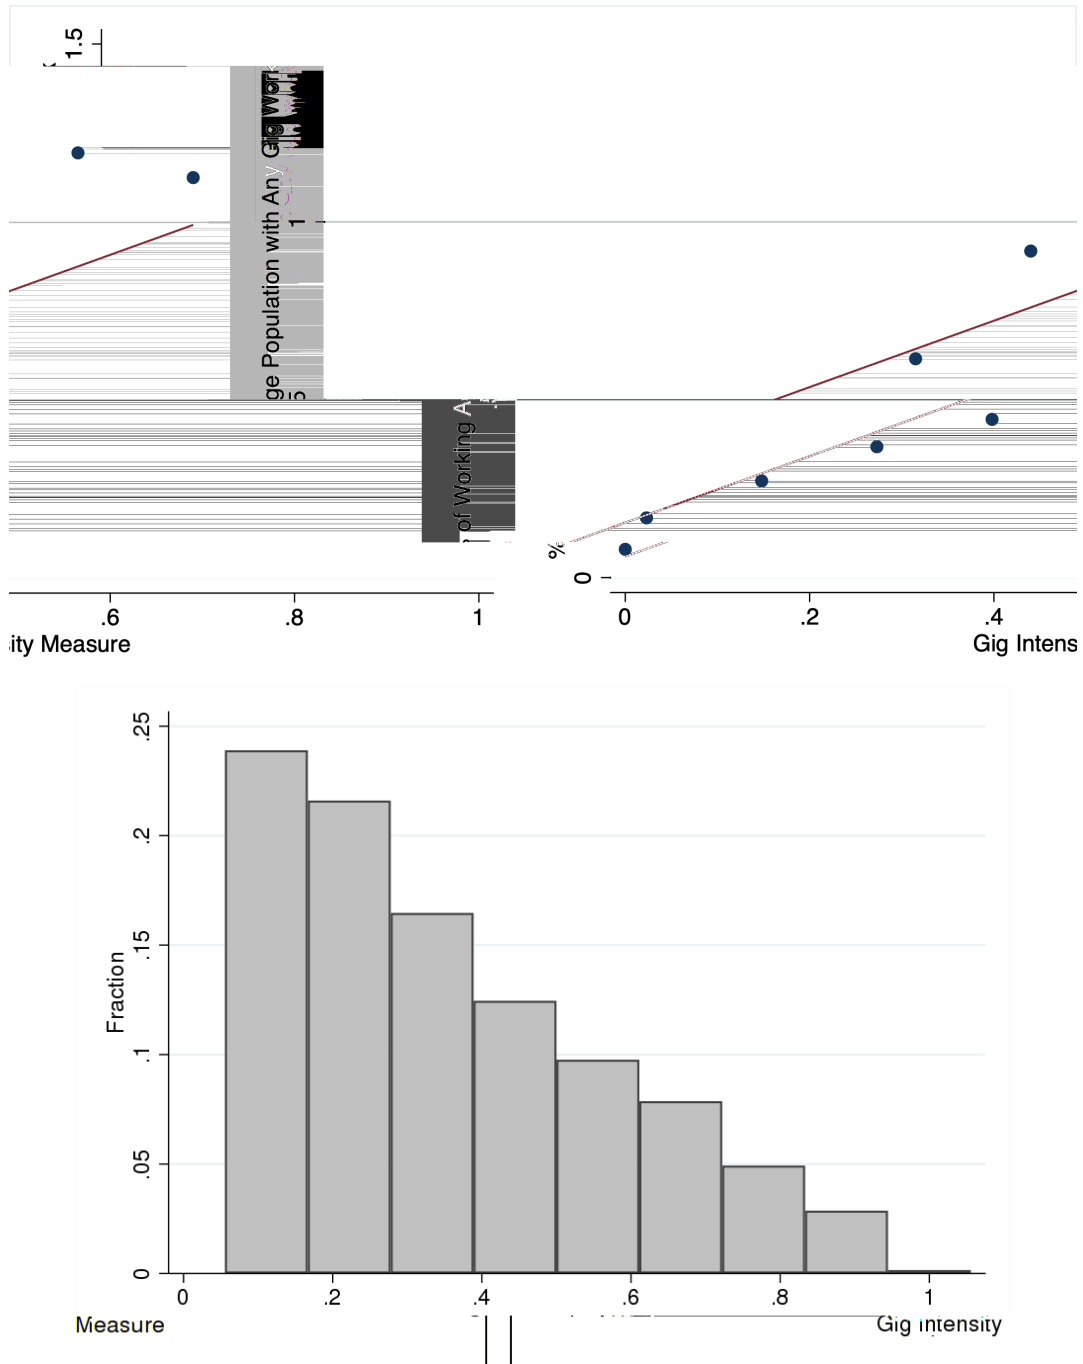 1.5
ge Population with Any Gig Work
1
5
of Working A
%
0
.6 .8 1 0 .2 .4
ity Measure Gig Intens
.25
.2
.15
.1
.05
0
Fraction
0 .2 .4 .6 .8 1
Measure Gig Intensity